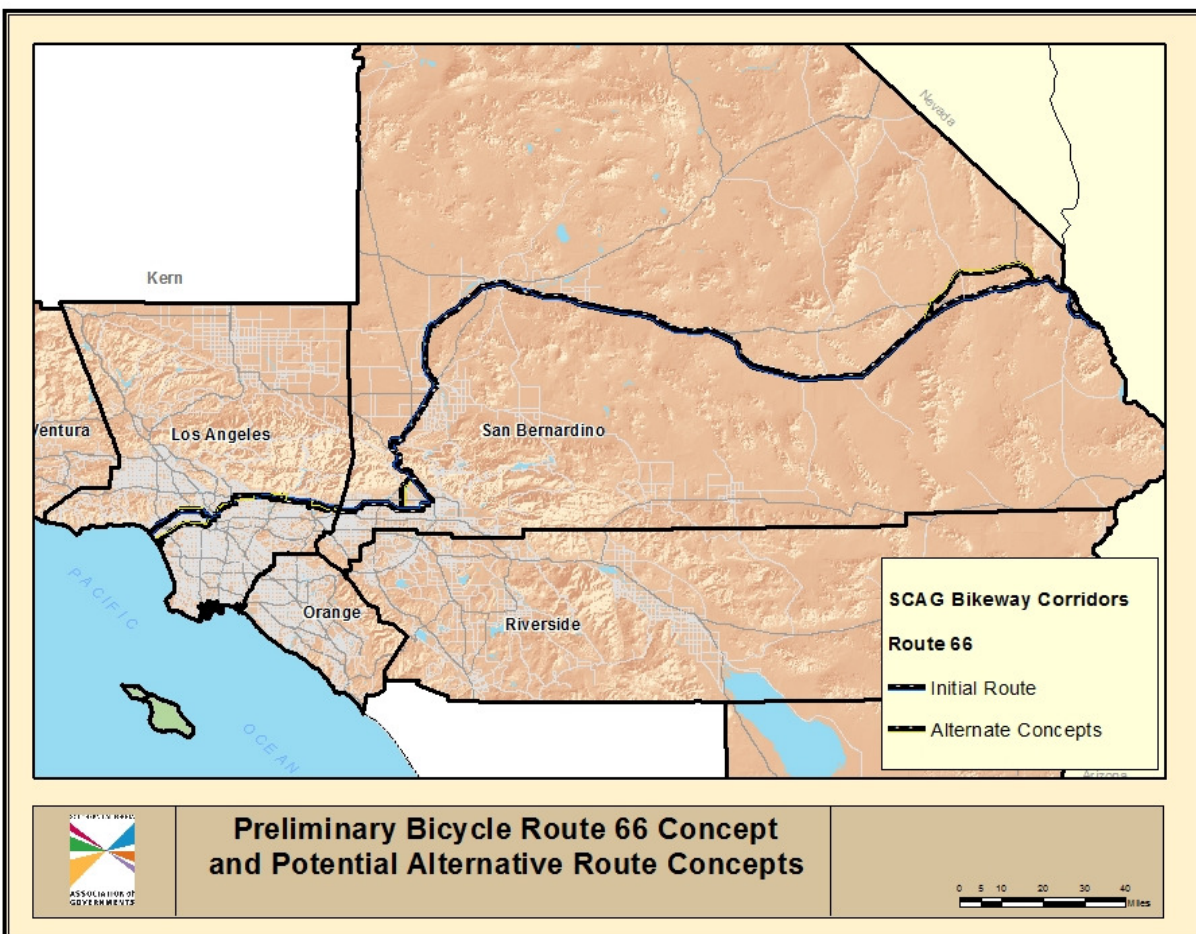 Nevada
Kern
Ventura
Los Angeles
San Bernardino
PACIFIC
OCEAN
Orange
Riverside
SCAG Bikeway Corridors
Route 66
Initial Route
Alternate Concepts
Arizona
SOUTHERN CALIFORNIA
ASSOCIATION of
GOVERNMENTS
Preliminary Bicycle Route 66 Concept
and Potential Alternative Route Concepts
0 5 10 20 30 40
Miles